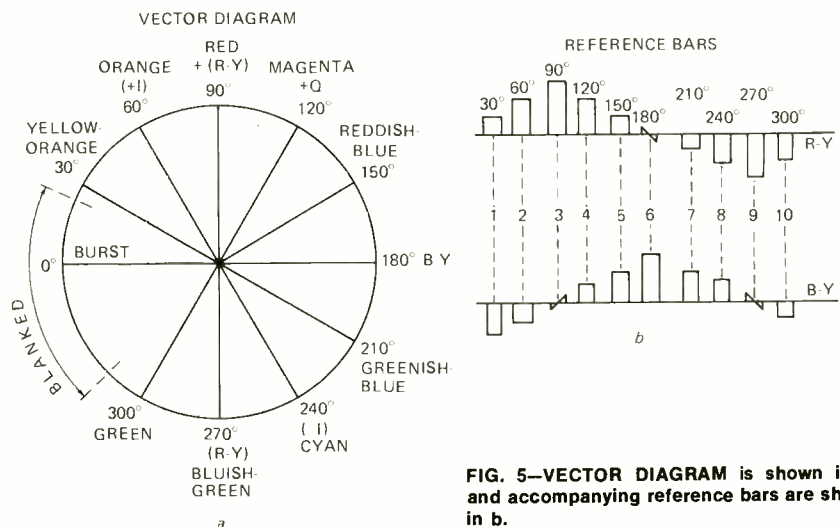 VECTOR DIAGRAM
RED
+ (R-Y)
90°
ORANGE
(+I)
60°
MAGENTA
+Q
120°
YELLOW-
ORANGE
30°
REDDISH-
BLUE
150°
BURST
0°
180° B Y
BLANKED
210°
GREENISH-
BLUE
300°
GREEN
270°
(R-Y)
BLUISH-
GREEN
240°
( I)
CYAN
a
REFERENCE BARS
30° 60° 90° 120° 150° 180° 210° 240° 270° 300°
R-Y
1 2 3 4 5 6 7 8 9 10
B-Y
b
FIG. 5—VECTOR DIAGRAM is shown i
and accompanying reference bars are sh
in b.